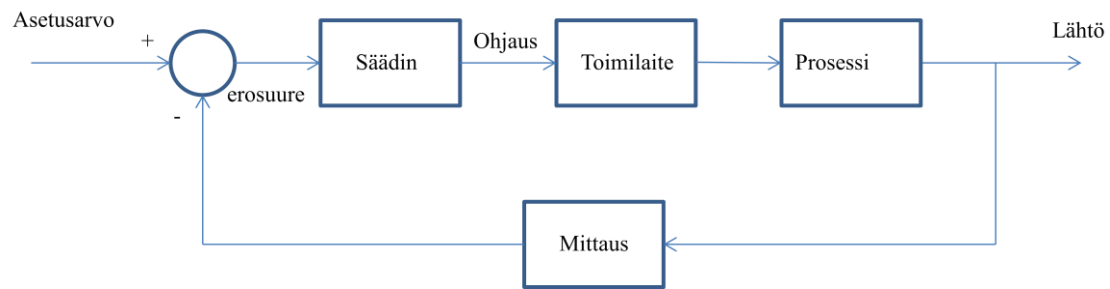 Asetusarvo
+
-
erosuure
Säädin
Ohjaus
Toimilaite
Prosessi
Lähtö
Mittaus